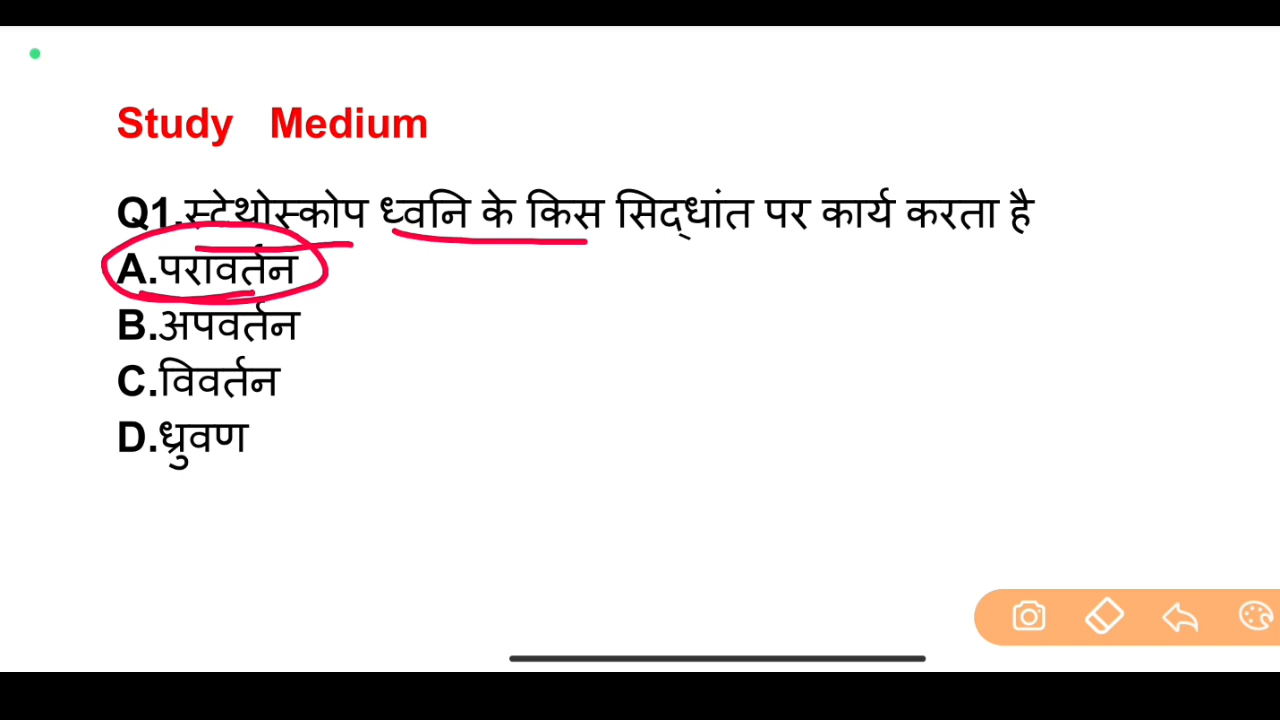 Study Medium
Q1.स्टेथोस्कोप ध्वनि के किस सिद्धांत पर कार्य करता है
A.परावर्तन
B.अपवर्तन
C.विवर्तन
D.ध्रुवण